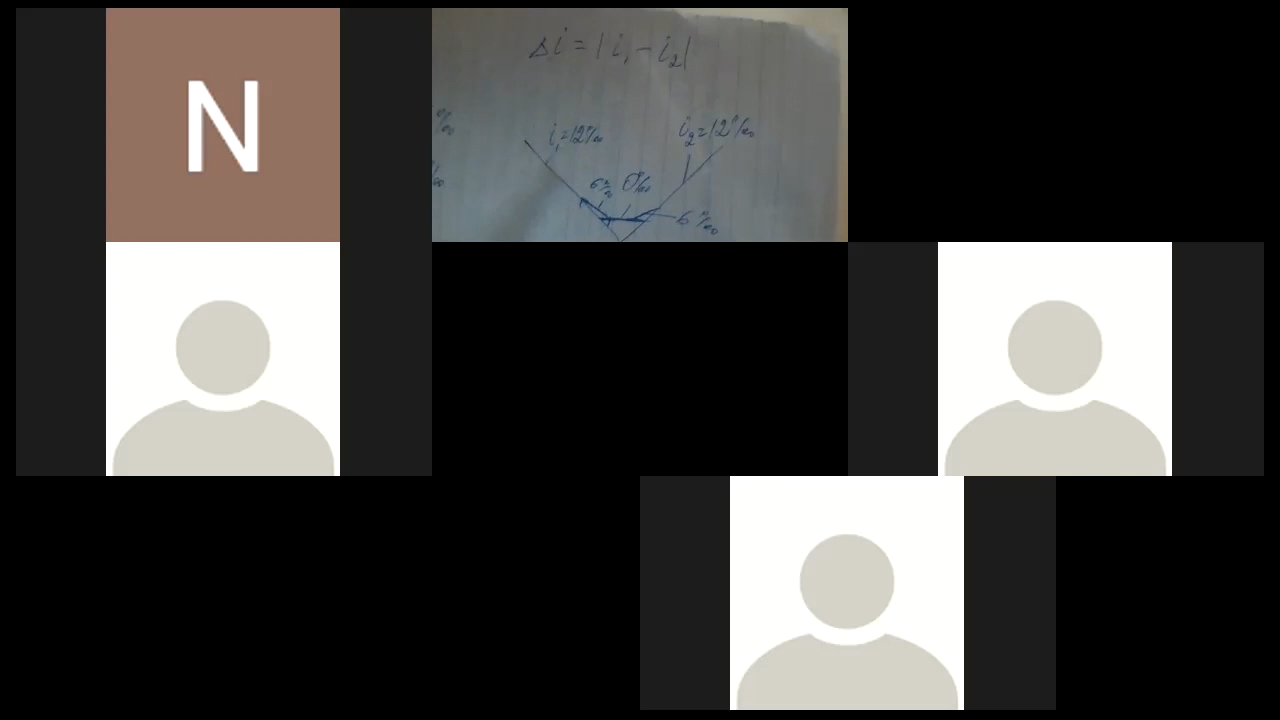 N
Δi = | i₁ - i₂ |
‰
i₁=12‰
i₂=12‰
‰
6‰
0‰
6‰